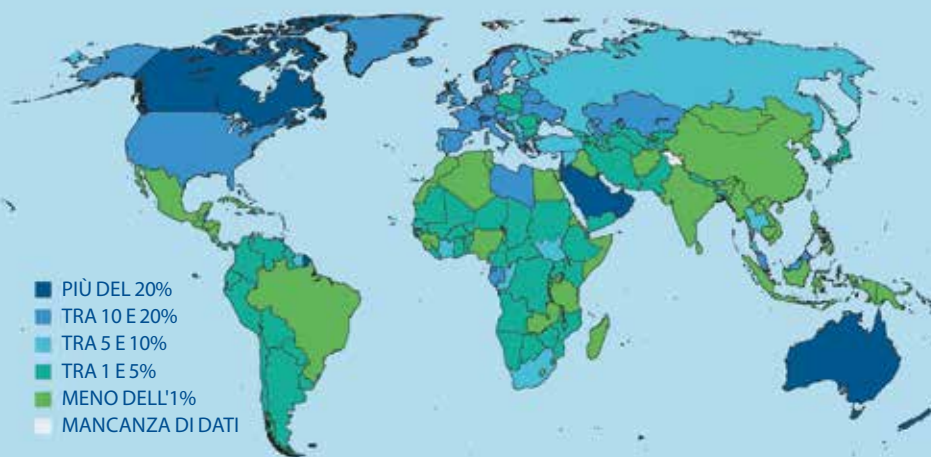 PIÙ DEL 20%
TRA 10 E 20%
TRA 5 E 10%
TRA 1 E 5%
MENO DELL'1%
MANCANZA DI DATI